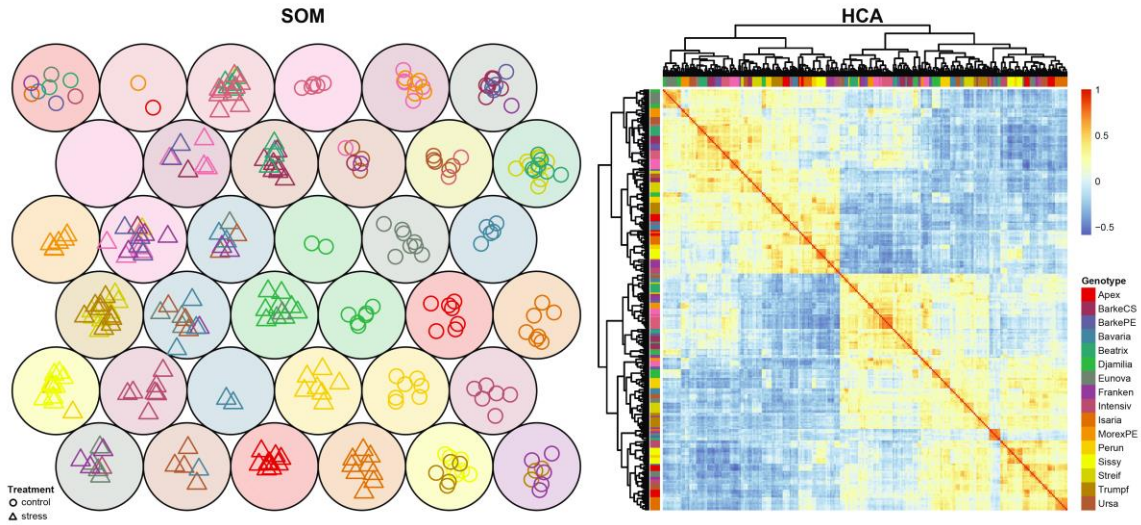 SOM
HCA
1
0.5
0
−0.5
Genotype
Apex
BarkeCS
BarkePE
Bavaria
Beatrix
Djamilia
Eunova
Franken
Intensiv
Isaria
MorexPE
Perun
Sissy
Streif
Trumpf
Ursa
Treatment
control
stress